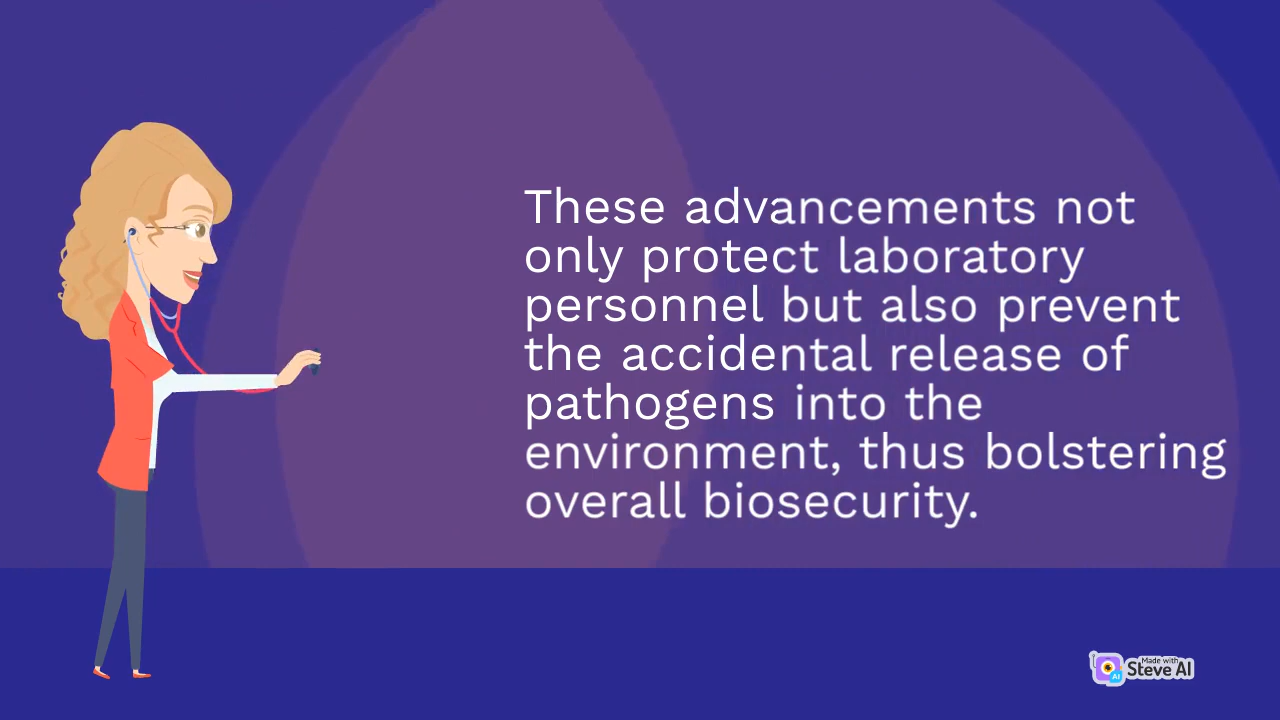 These advancements not
only protect laboratory
personnel but also prevent
the accidental release of
pathogens into the
environment, thus bolstering
overall biosecurity.
Made with
Steve AI
AI